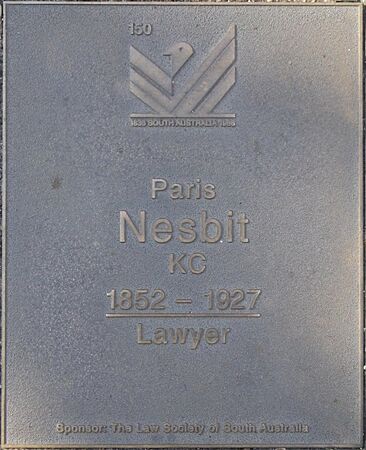 150
1836 SOUTH AUSTRALIA 1986
Paris
Nesbit
KC
1852 – 1927
Lawyer
Sponsor: The Law Society of South Australia